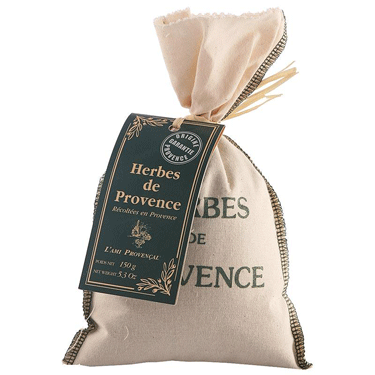 ORIGINE GARANTIE PROVENCE
Herbes
de
Provence
Récoltées en Provence
L'AMI PROVENÇAU
POIDS NET 150 g
NET WEIGHT 5.3 Oz
RBES
DE
VENCE